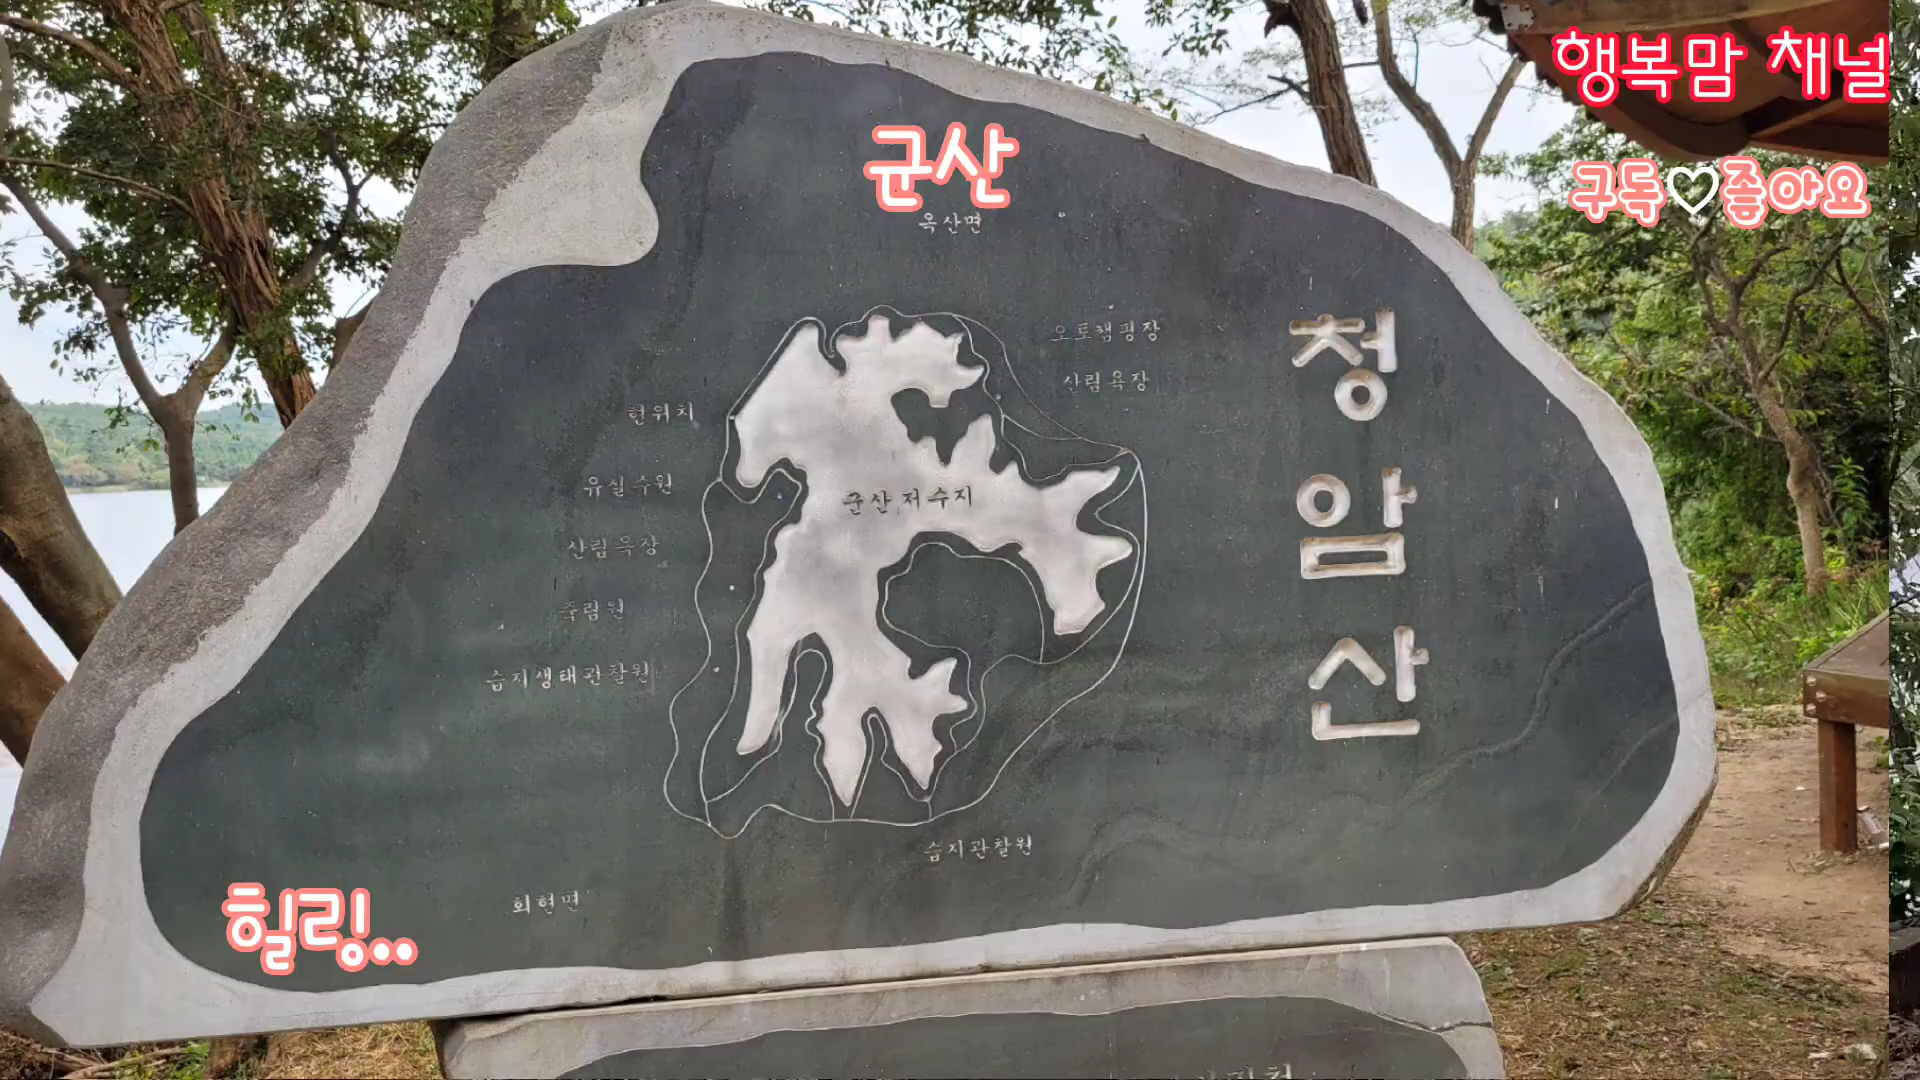 행복맘 채널
구독♡좋아요
군산
옥산면
오토캠핑장
산림욕장
현위치
유실수원
군산저수지
산림욕장
죽림원
습지생태관찰원
습지관찰원
회현면
청암산
힐링..